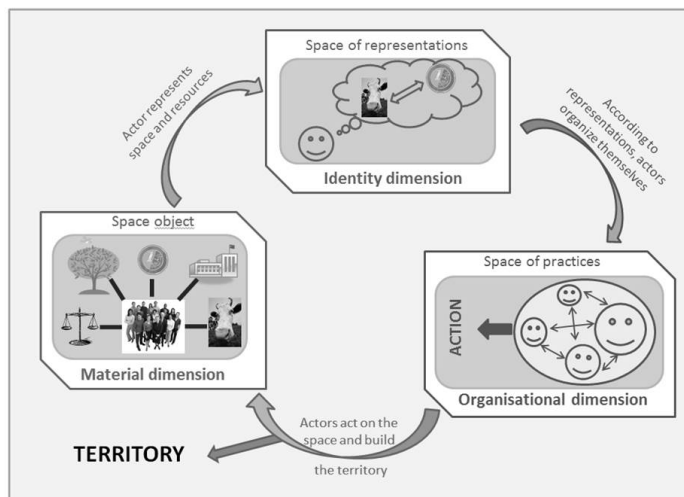 Space of representations
Identity dimension
Actor represents
space and resources
According to
representations, actors
organize themselves
Space object
Material dimension
Space of practices
ACTION
Organisational dimension
Actors act on the
space and build
the territory
TERRITORY